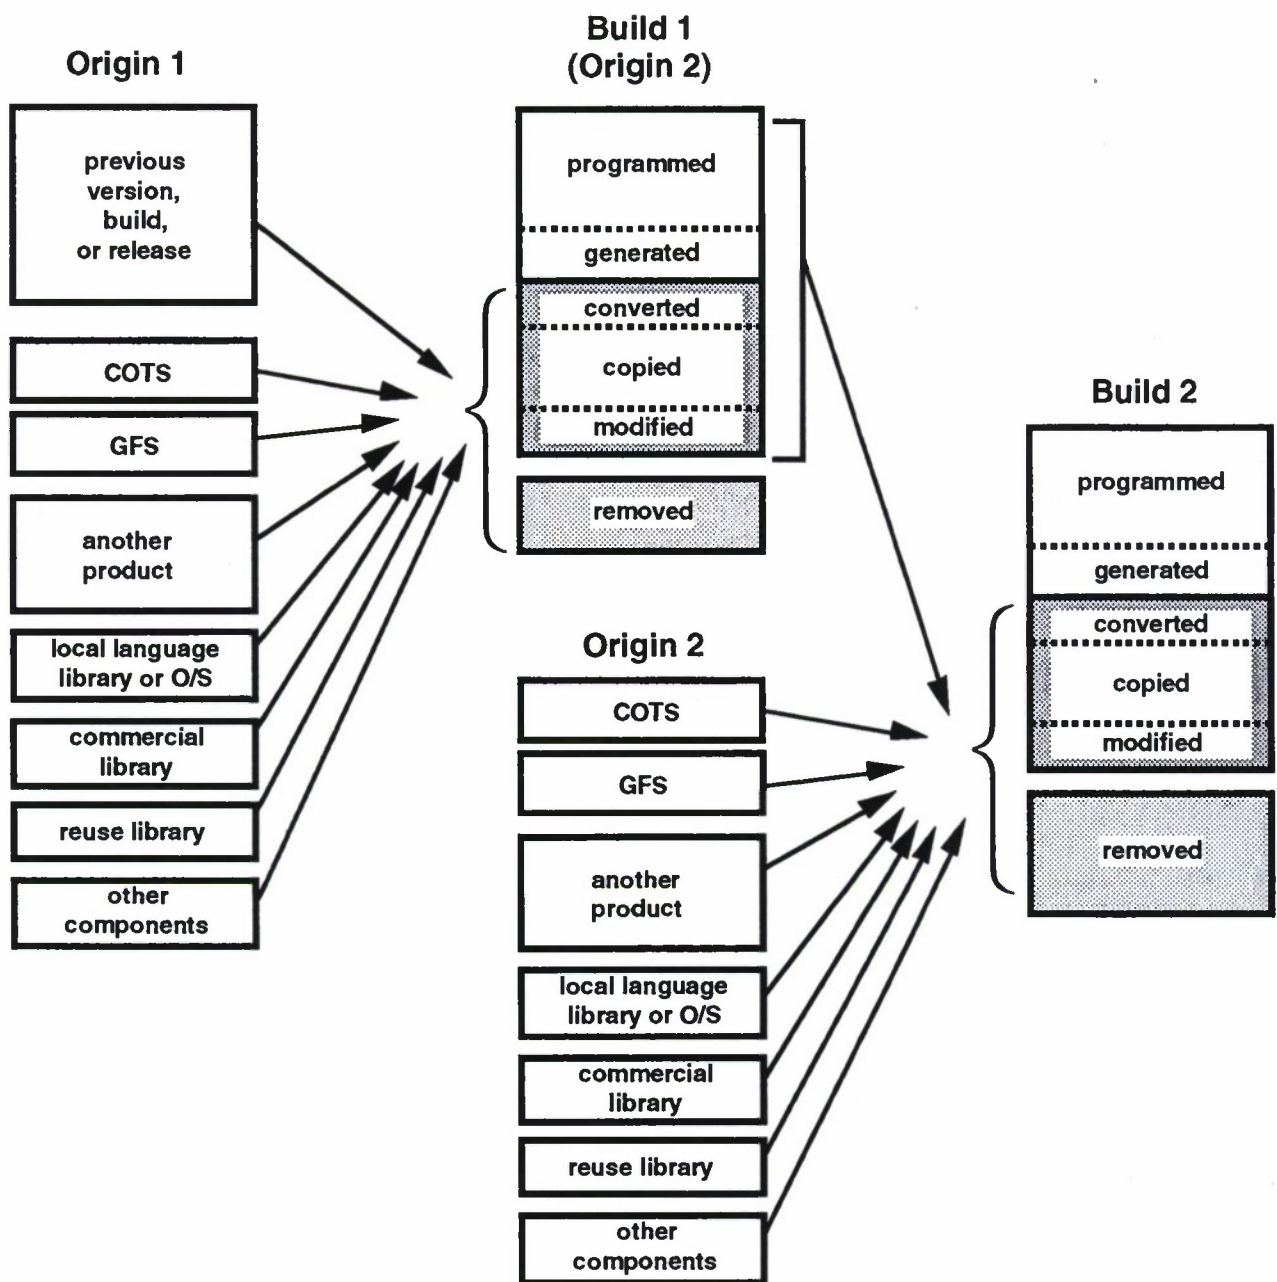 Origin 1
previous
version,
build,
or release
COTS
GFS
another
product
local language
library or O/S
commercial
library
reuse library
other
components
Build 1
(Origin 2)
programmed
generated
converted
copied
modified
removed
Origin 2
COTS
GFS
another
product
local language
library or O/S
commercial
library
reuse library
other
components
Build 2
programmed
generated
converted
copied
modified
removed